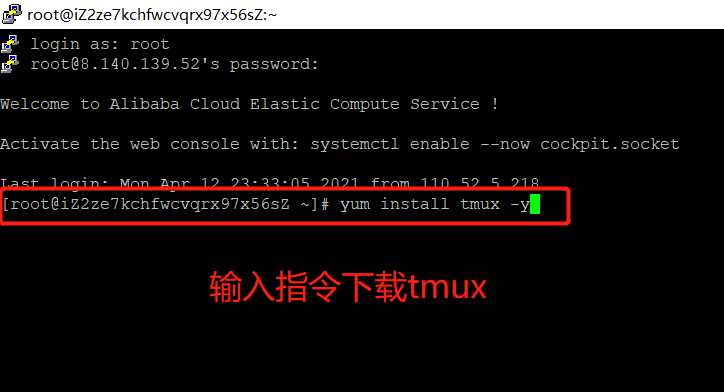 root@iZ2ze7kchfwcvqrx97x56sZ:~
login as: root
root@8.140.139.52's password:
Welcome to Alibaba Cloud Elastic Compute Service !
Activate the web console with: systemctl enable --now cockpit.socket
Last login: Mon Apr 12 23:33:05 2021 from 110.52.5.218
[root@iZ2ze7kchfwcvqrx97x56sZ ~]# yum install tmux -y
输入指令下载tmux